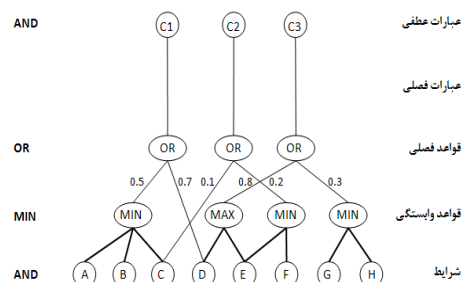 AND C1 C2 C3 عبارات عطفی
عبارات فصلی
OR OR OR OR قواعد فصلی
0.5 0.7 0.1 0.8 0.2 0.3
MIN MIN MAX MIN MIN قواعد وابستگی
AND A B C D E F G H شرایط